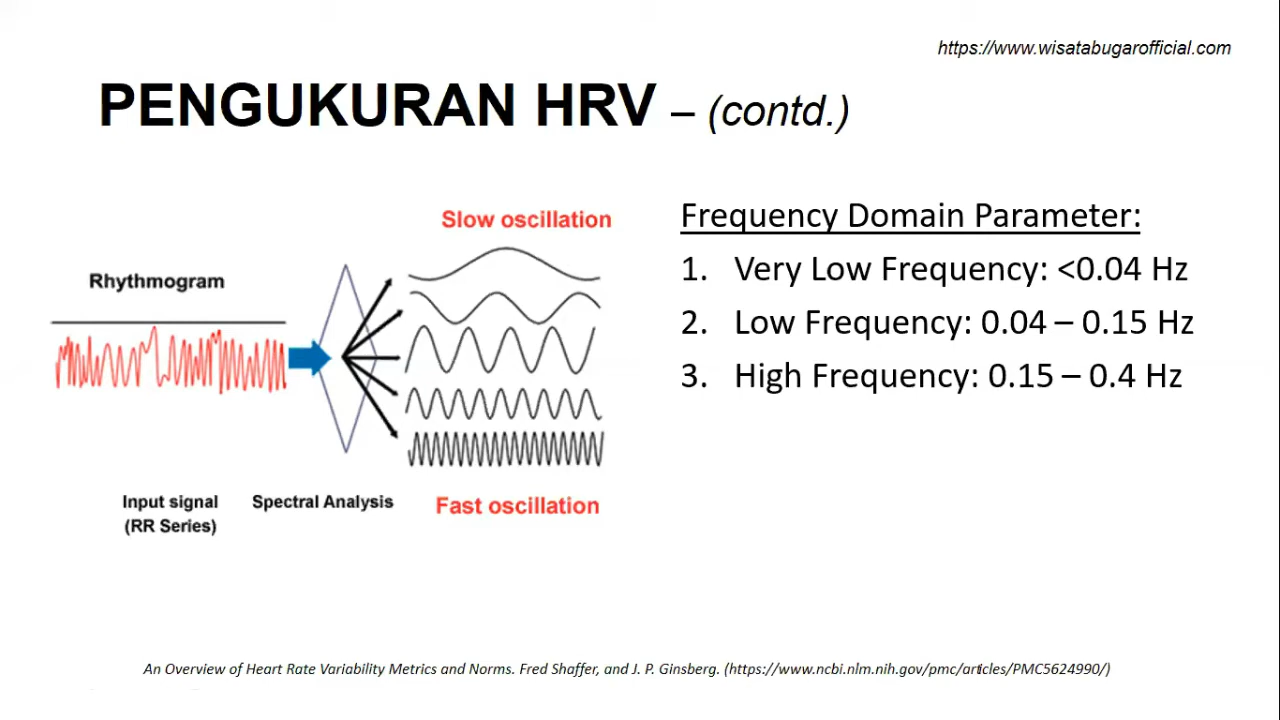 https://www.wisatabugarofficial.com
PENGUKURAN HRV – (contd.)
Slow oscillation
Rhythmogram
Input signal
(RR Series)
Spectral Analysis
Fast oscillation
Frequency Domain Parameter:
1. Very Low Frequency: <0.04 Hz
2. Low Frequency: 0.04 – 0.15 Hz
3. High Frequency: 0.15 – 0.4 Hz
An Overview of Heart Rate Variability Metrics and Norms. Fred Shaffer, and J. P. Ginsberg. (https://www.ncbi.nlm.nih.gov/pmc/articles/PMC5624990/)